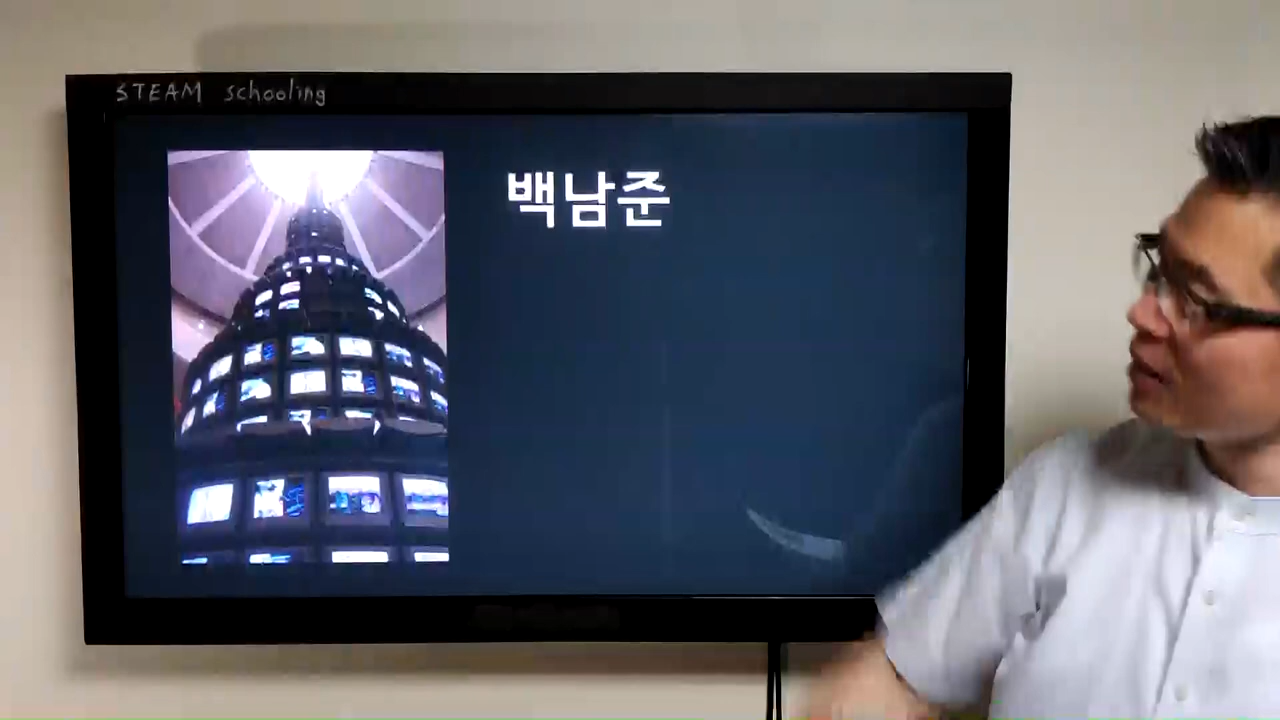 STEAM schooling
백남준